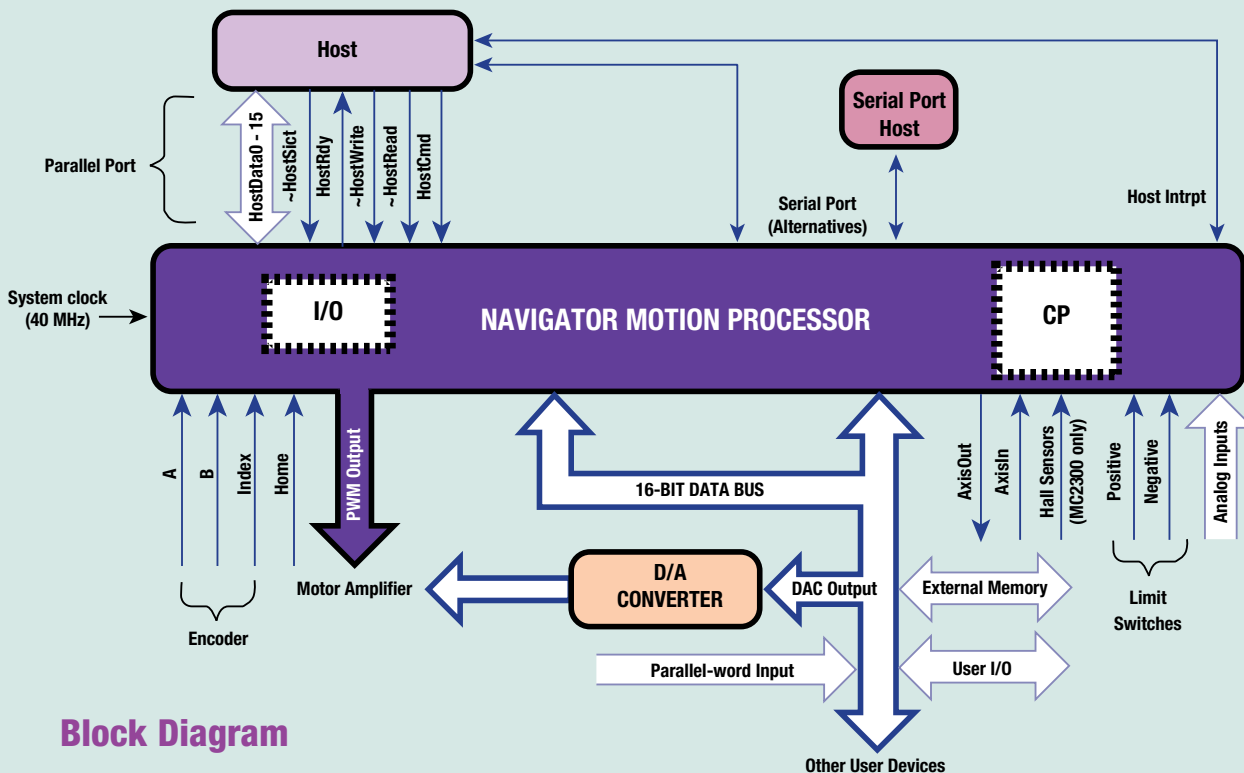 Host
Serial Port
Host
Parallel Port
HostData0 - 15
~HostSlct
HostRdy
~HostWrite
~HostRead
HostCmd
Serial Port
(Alternatives)
Host Intrpt
System clock
(40 MHz)
I/O
NAVIGATOR MOTION PROCESSOR
CP
A
B
Index
Home
PWM Output
16-BIT DATA BUS
AxisOut
AxisIn
Hall Sensors
(MC2300 only)
Positive
Negative
Analog Inputs
Encoder
Motor Amplifier
D/A
CONVERTER
DAC Output
External Memory
Limit
Switches
Parallel-word Input
User I/O
Block Diagram
Other User Devices